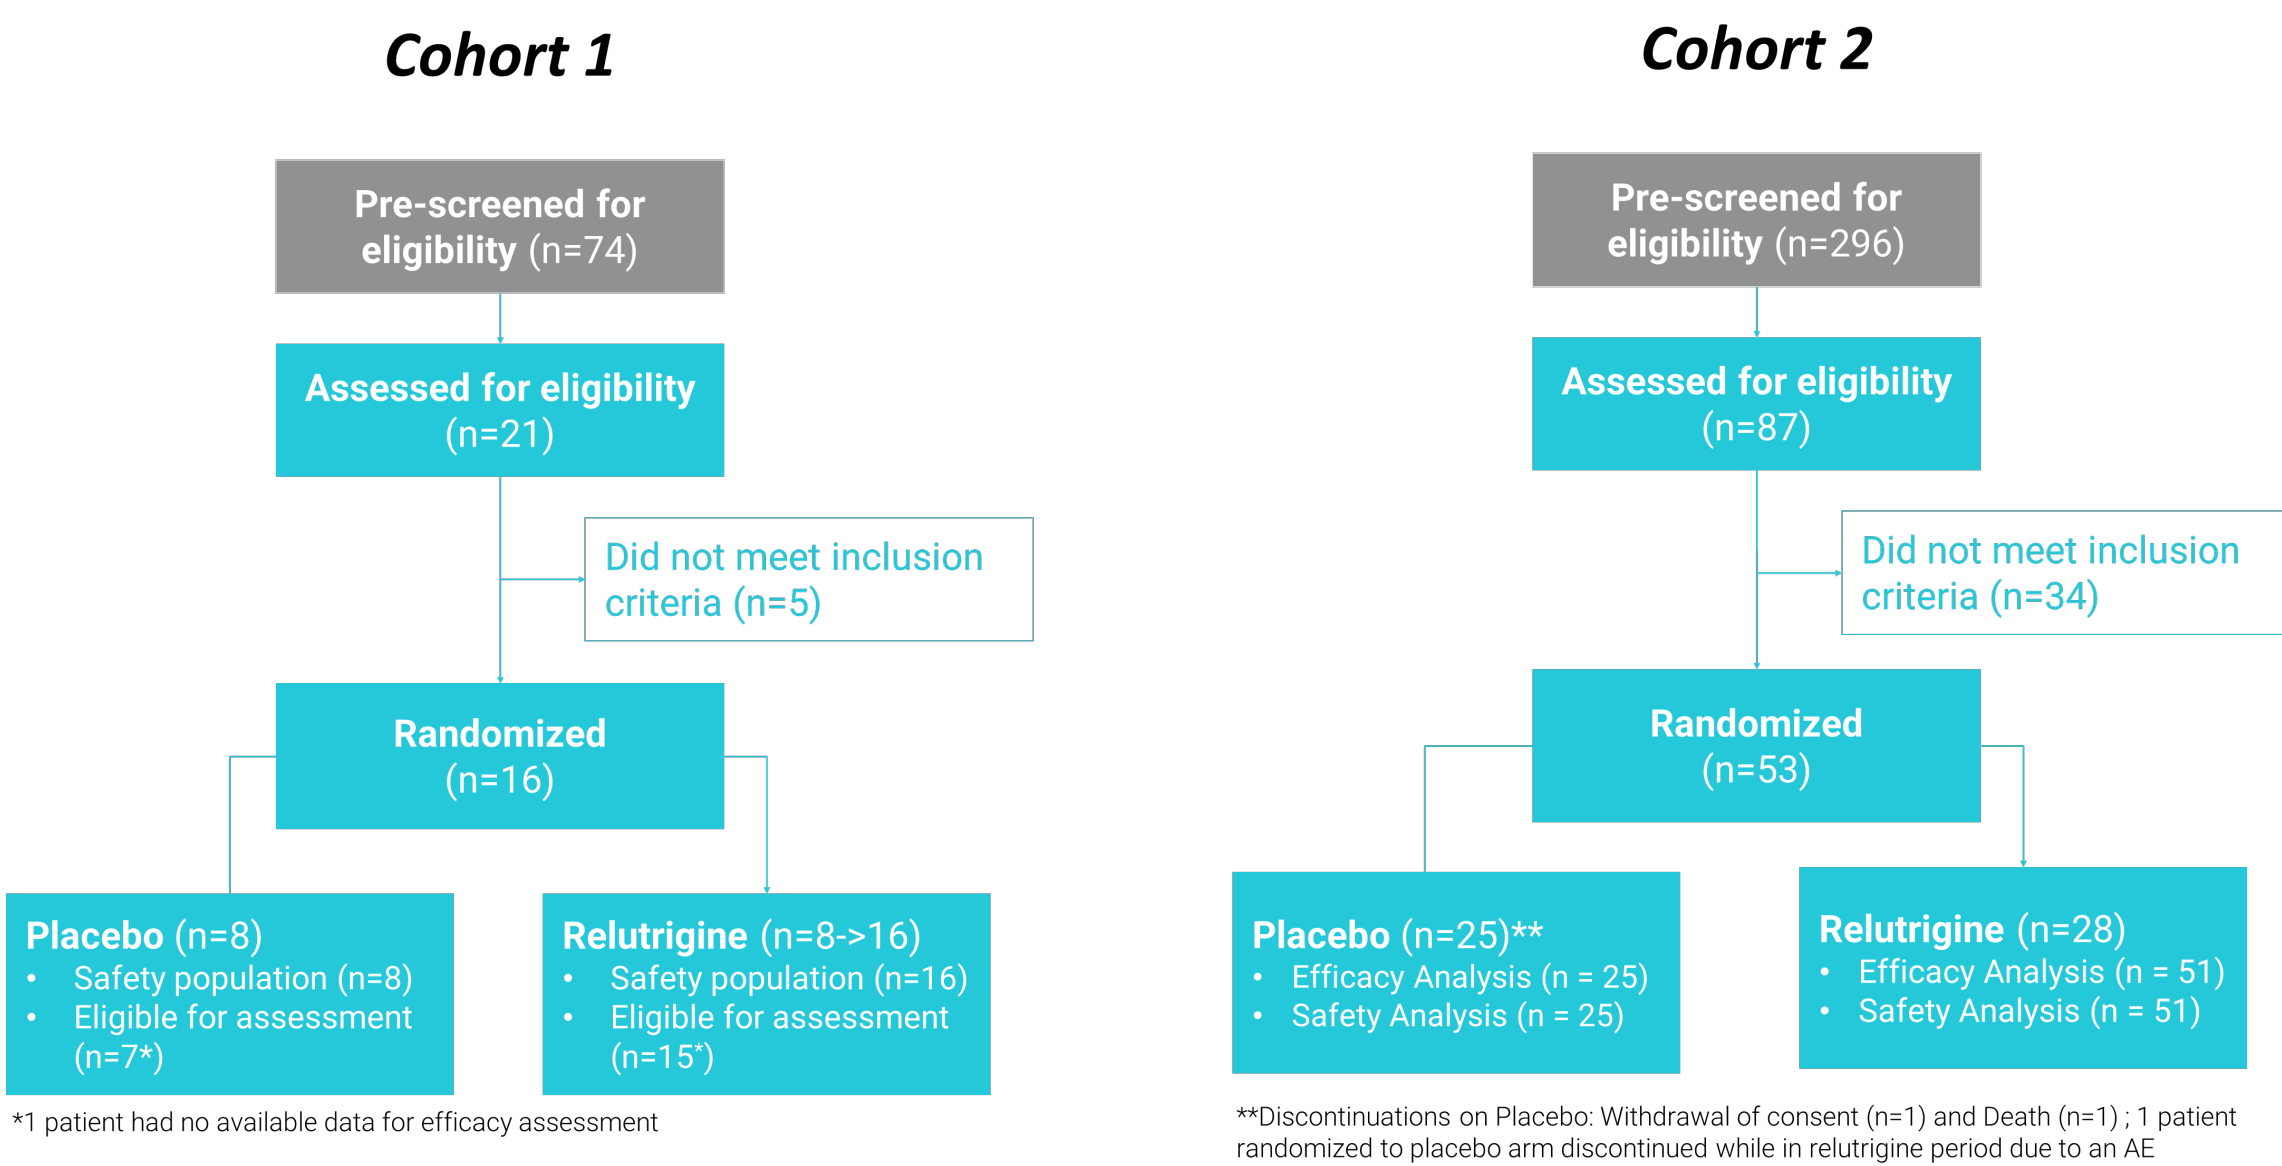 Cohort 1
Pre-screened for
eligibility (n=74)
Assessed for eligibility
(n=21)
Did not meet inclusion
criteria (n=5)
Randomized
(n=16)
Placebo (n=8)
• Safety population (n=8)
• Eligible for assessment
(n=7*)
Relutrigine (n=8->16)
• Safety population (n=16)
• Eligible for assessment
(n=15*)
*1 patient had no available data for efficacy assessment
Cohort 2
Pre-screened for
eligibility (n=296)
Assessed for eligibility
(n=87)
Did not meet inclusion
criteria (n=34)
Randomized
(n=53)
Placebo (n=25)**
• Efficacy Analysis (n = 25)
• Safety Analysis (n = 25)
Relutrigine (n=28)
• Efficacy Analysis (n = 51)
• Safety Analysis (n = 51)
**Discontinuations on Placebo: Withdrawal of consent (n=1) and Death (n=1) ; 1 patient
randomized to placebo arm discontinued while in relutrigine period due to an AE